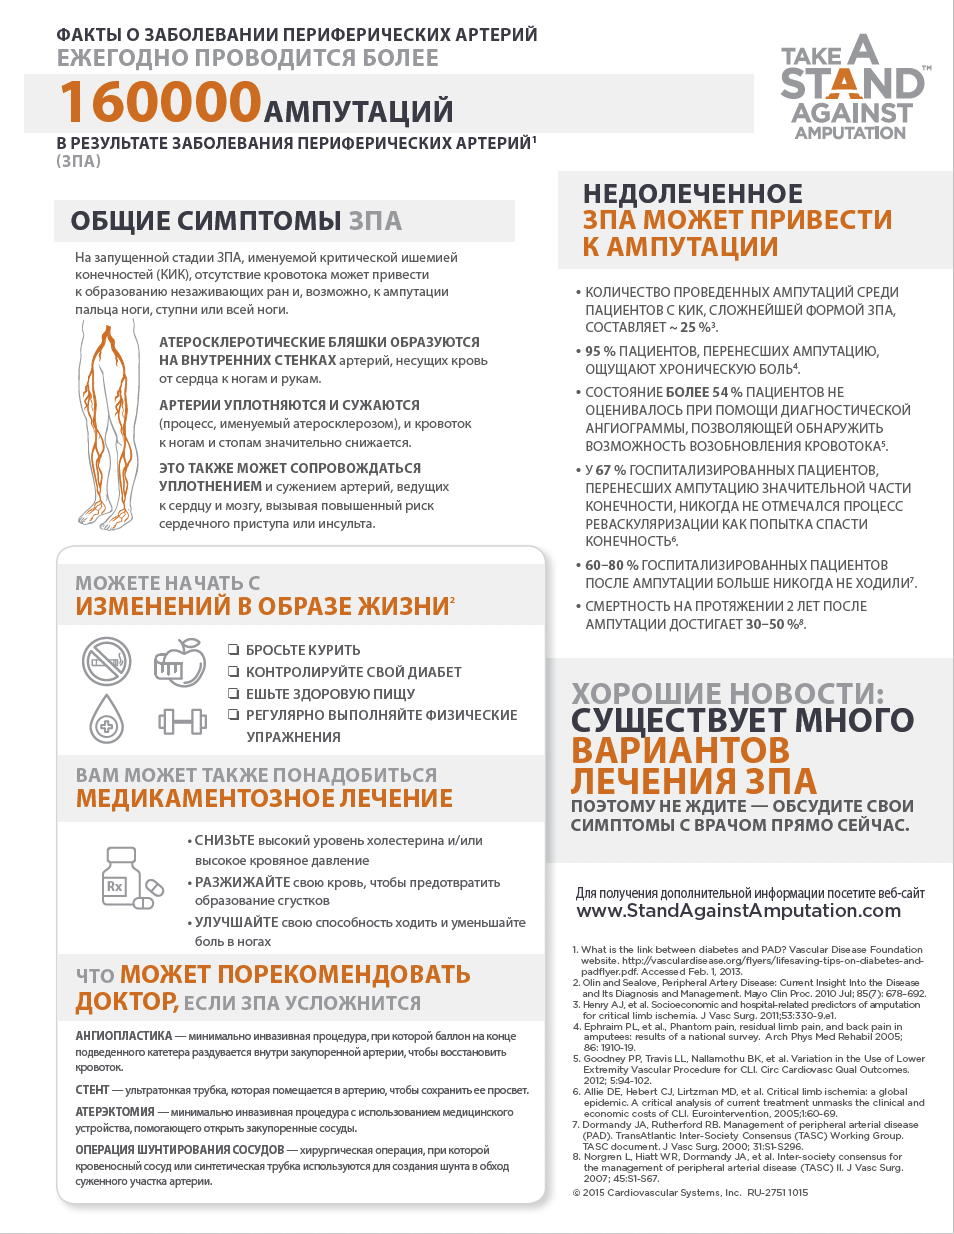 ФАКТЫ О ЗАБОЛЕВАНИИ ПЕРИФЕРИЧЕСКИХ АРТЕРИЙ
ЕЖЕГОДНО ПРОВОДИТСЯ БОЛЕЕ
160000 АМПУТАЦИЙ
В РЕЗУЛЬТАТЕ ЗАБОЛЕВАНИЯ ПЕРИФЕРИЧЕСКИХ АРТЕРИЙ¹
(ЗПА)
TAKE A
STAND™
AGAINST
AMPUTATION
ОБЩИЕ СИМПТОМЫ ЗПА
На запущенной стадии ЗПА, именуемой критической ишемией
конечностей (КИК), отсутствие кровотока может привести
к образованию незаживающих ран и, возможно, к ампутации
пальца ноги, ступни или всей ноги.
АТЕРОСКЛЕРОТИЧЕСКИЕ БЛЯШКИ ОБРАЗУЮТСЯ
НА ВНУТРЕННИХ СТЕНКАХ артерий, несущих кровь
от сердца к ногам и рукам.
АРТЕРИИ УПЛОТНЯЮТСЯ И СУЖАЮТСЯ
(процесс, именуемый атеросклерозом), и кровоток
к ногам и стопам значительно снижается.
ЭТО ТАКЖЕ МОЖЕТ СОПРОВОЖДАТЬСЯ
УПЛОТНЕНИЕМ и сужением артерий, ведущих
к сердцу и мозгу, вызывая повышенный риск
сердечного приступа или инсульта.
МОЖЕТЕ НАЧАТЬ С
ИЗМЕНЕНИЙ В ОБРАЗЕ ЖИЗНИ²
❏ БРОСЬТЕ КУРИТЬ
❏ КОНТРОЛИРУЙТЕ СВОЙ ДИАБЕТ
❏ ЕШЬТЕ ЗДОРОВУЮ ПИЩУ
❏ РЕГУЛЯРНО ВЫПОЛНЯЙТЕ ФИЗИЧЕСКИЕ
УПРАЖНЕНИЯ
ВАМ МОЖЕТ ТАКЖЕ ПОНАДОБИТЬСЯ
МЕДИКАМЕНТОЗНОЕ ЛЕЧЕНИЕ
Rx
• СНИЗЬТЕ высокий уровень холестерина и/или
высокое кровяное давление
• РАЗЖИЖАЙТЕ свою кровь, чтобы предотвратить
образование сгустков
• УЛУЧШАЙТЕ свою способность ходить и уменьшайте
боль в ногах
ЧТО МОЖЕТ ПОРЕКОМЕНДОВАТЬ
ДОКТОР, ЕСЛИ ЗПА УСЛОЖНИТСЯ
АНГИОПЛАСТИКА — минимально инвазивная процедура, при которой баллон на конце
подведенного катетера раздувается внутри закупоренной артерии, чтобы восстановить
кровоток.
СТЕНТ — ультратонкая трубка, которая помещается в артерию, чтобы сохранить ее просвет.
АТЕРЭКТОМИЯ — минимально инвазивная процедура с использованием медицинского
устройства, помогающего открыть закупоренные сосуды.
ОПЕРАЦИЯ ШУНТИРОВАНИЯ СОСУДОВ — хирургическая операция, при которой
кровеносный сосуд или синтетическая трубка используются для создания шунта в обход
суженного участка артерии.
НЕДОЛЕЧЕННОЕ
ЗПА МОЖЕТ ПРИВЕСТИ
К АМПУТАЦИИ
• КОЛИЧЕСТВО ПРОВЕДЕННЫХ АМПУТАЦИЙ СРЕДИ
ПАЦИЕНТОВ С КИК, СЛОЖНЕЙШЕЙ ФОРМОЙ ЗПА,
СОСТАВЛЯЕТ ~ 25 %³.
• 95 % ПАЦИЕНТОВ, ПЕРЕНЕСШИХ АМПУТАЦИЮ,
ОЩУЩАЮТ ХРОНИЧЕСКУЮ БОЛЬ⁴.
• СОСТОЯНИЕ БОЛЕЕ 54 % ПАЦИЕНТОВ НЕ
ОЦЕНИВАЛОСЬ ПРИ ПОМОЩИ ДИАГНОСТИЧЕСКОЙ
АНГИОГРАММЫ, ПОЗВОЛЯЮЩЕЙ ОБНАРУЖИТЬ
ВОЗМОЖНОСТЬ ВОЗОБНОВЛЕНИЯ КРОВОТОКА⁵.
• У 67 % ГОСПИТАЛИЗИРОВАННЫХ ПАЦИЕНТОВ,
ПЕРЕНЕСШИХ АМПУТАЦИЮ ЗНАЧИТЕЛЬНОЙ ЧАСТИ
КОНЕЧНОСТИ, НИКОГДА НЕ ОТМЕЧАЛСЯ ПРОЦЕСС
РЕВАСКУЛЯРИЗАЦИИ КАК ПОПЫТКА СПАСТИ
КОНЕЧНОСТЬ⁶.
• 60–80 % ГОСПИТАЛИЗИРОВАННЫХ ПАЦИЕНТОВ
ПОСЛЕ АМПУТАЦИИ БОЛЬШЕ НИКОГДА НЕ ХОДИЛИ⁷.
• СМЕРТНОСТЬ НА ПРОТЯЖЕНИИ 2 ЛЕТ ПОСЛЕ
АМПУТАЦИИ ДОСТИГАЕТ 30–50 %⁸.
ХОРОШИЕ НОВОСТИ:
СУЩЕСТВУЕТ МНОГО
ВАРИАНТОВ
ЛЕЧЕНИЯ ЗПА
ПОЭТОМУ НЕ ЖДИТЕ — ОБСУДИТЕ СВОИ
СИМПТОМЫ С ВРАЧОМ ПРЯМО СЕЙЧАС.
Для получения дополнительной информации посетите веб-сайт
www.StandAgainstAmputation.com
1. What is the link between diabetes and PAD? Vascular Disease Foundation
website. http://vasculardisease.org/flyers/lifesaving-tips-on-diabetes-and-
padflyer.pdf. Accessed Feb. 1, 2013.
2. Olin and Sealove, Peripheral Artery Disease: Current Insight Into the Disease
and Its Diagnosis and Management. Mayo Clin Proc. 2010 Jul; 85(7): 678–692.
3. Henry AJ, et al. Socioeconomic and hospital-related predictors of amputation
for critical limb ischemia. J Vasc Surg. 2011;53:330-9.e1.
4. Ephraim PL, et al., Phantom pain, residual limb pain, and back pain in
amputees: results of a national survey. Arch Phys Med Rehabil 2005;
86: 1910-19.
5. Goodney PP, Travis LL, Nallamothu BK, et al. Variation in the Use of Lower
Extremity Vascular Procedure for CLI. Circ Cardiovasc Qual Outcomes.
2012; 5:94-102.
6. Allie DE, Hebert CJ, Lirtzman MD, et al. Critical limb ischemia: a global
epidemic. A critical analysis of current treatment unmasks the clinical and
economic costs of CLI. Eurointervention, 2005;1:60-69.
7. Dormandy JA, Rutherford RB. Management of peripheral arterial disease
(PAD). TransAtlantic Inter-Society Consensus (TASC) Working Group.
TASC document. J Vasc Surg. 2000; 31:S1-S296.
8. Norgren L, Hiatt WR, Dormandy JA, et al. Inter-society consensus for
the management of peripheral arterial disease (TASC) II. J Vasc Surg.
2007; 45:S1-S67.
© 2015 Cardiovascular Systems, Inc. RU-2751 1015